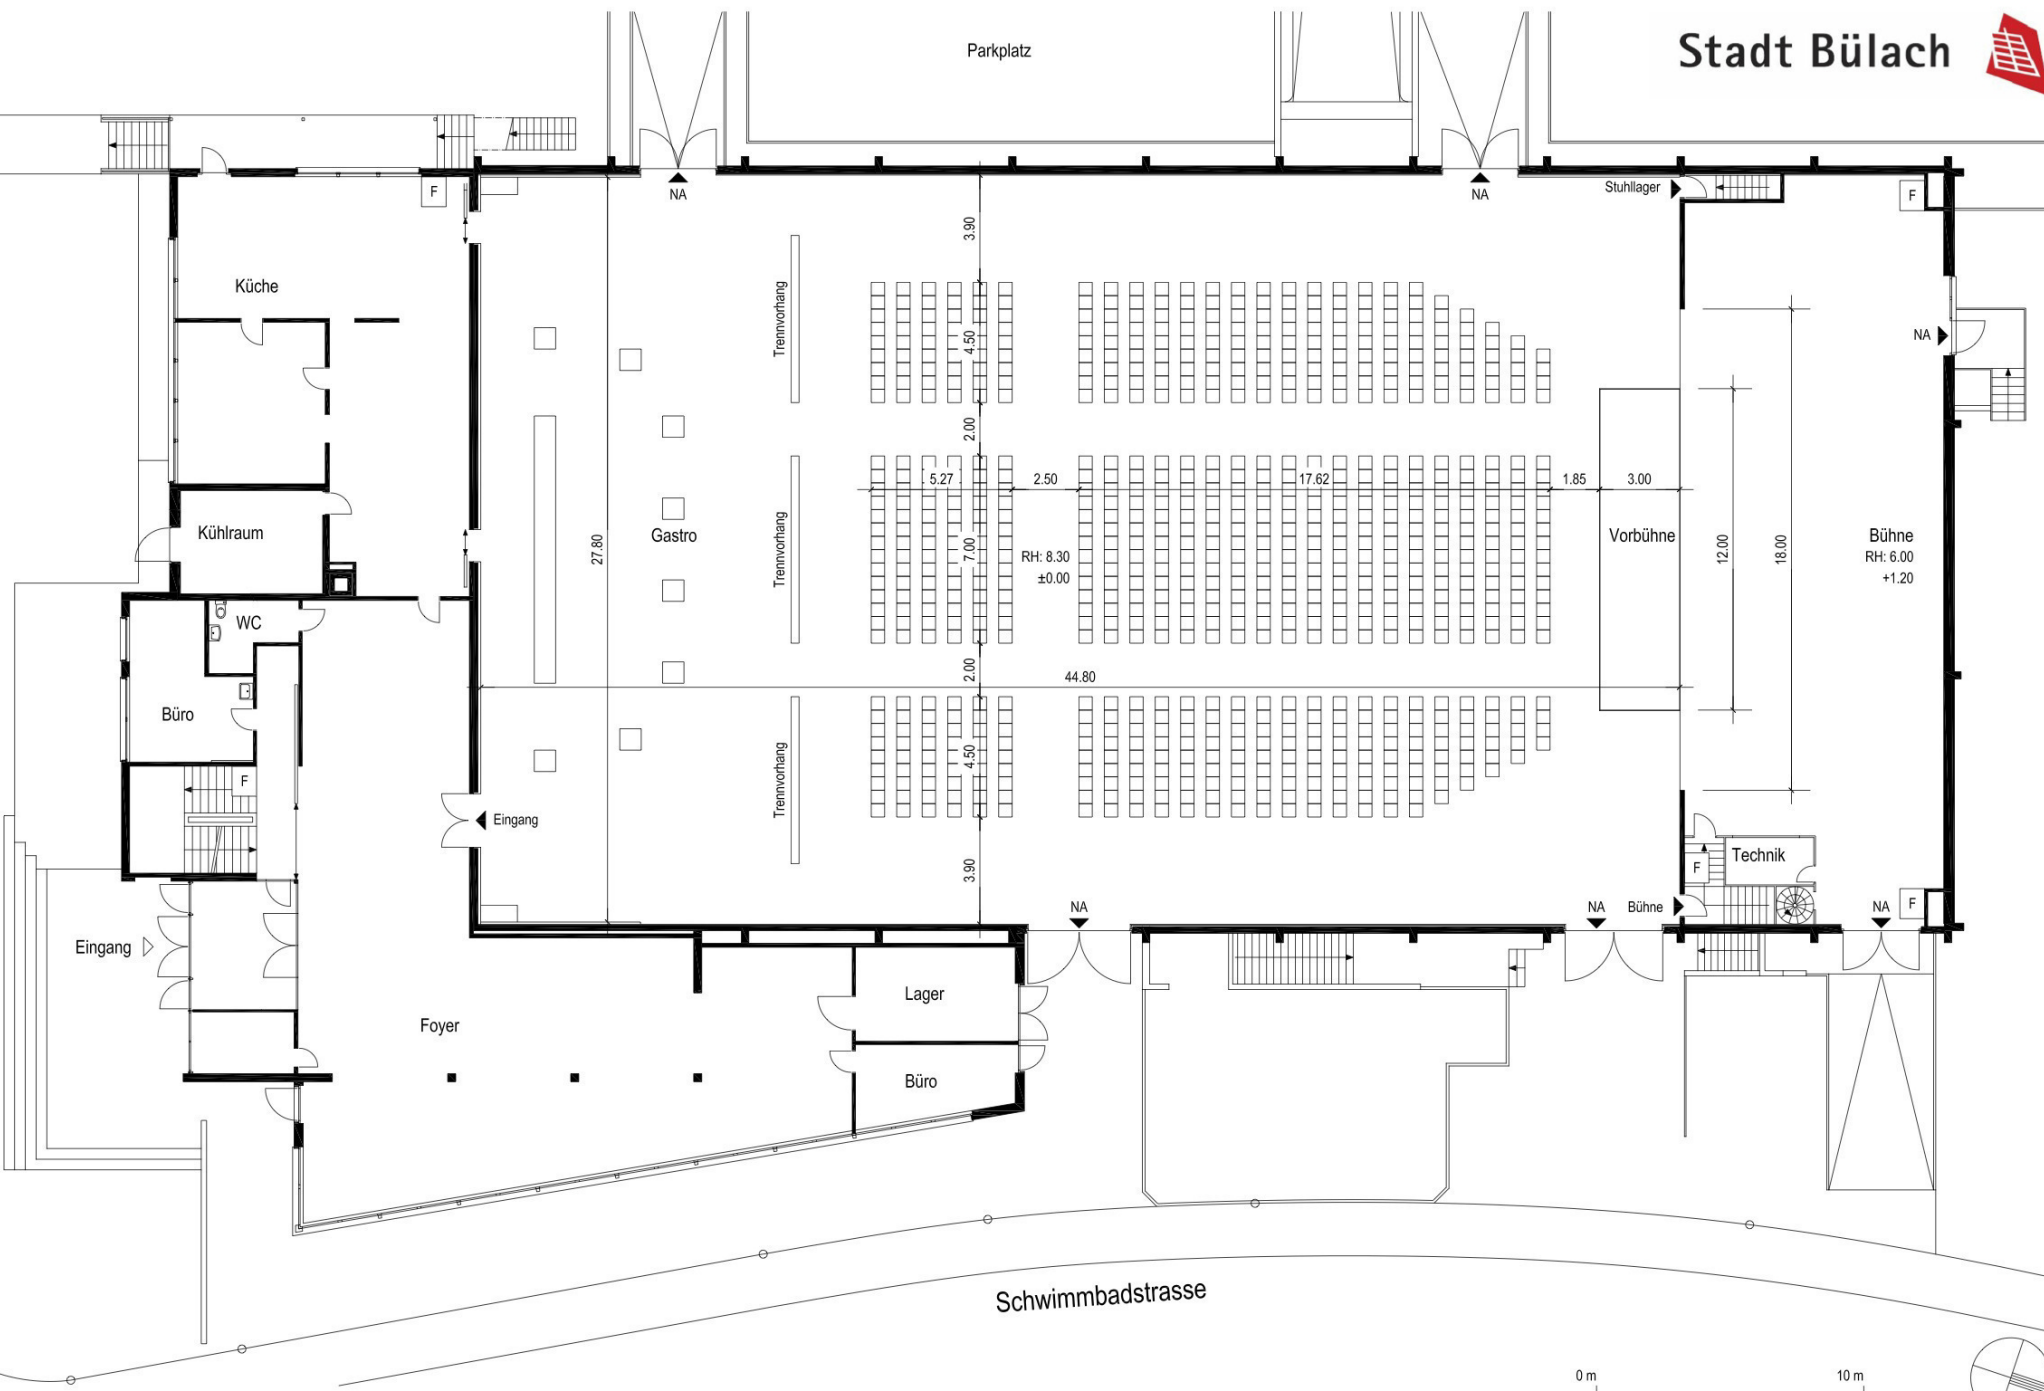 Stadt Bülach
Parkplatz
F
NA
NA
Stuhllager
F
3.90
Küche
Trennvorhang
4.50
NA
2.00
5.27
2.50
17.62
1.85
3.00
Kühlraum
Gastro
27.80
Trennvorhang
7.00
RH: 8.30
±0.00
Vorbühne
12.00
18.00
Bühne
RH: 6.00
+1.20
WC
2.00
44.80
Büro
Trennvorhang
4.50
F
Eingang
3.90
Technik
F
Eingang
NA
NA
Bühne
NA
F
Lager
Foyer
Büro
Schwimmbadstrasse
0 m
10 m